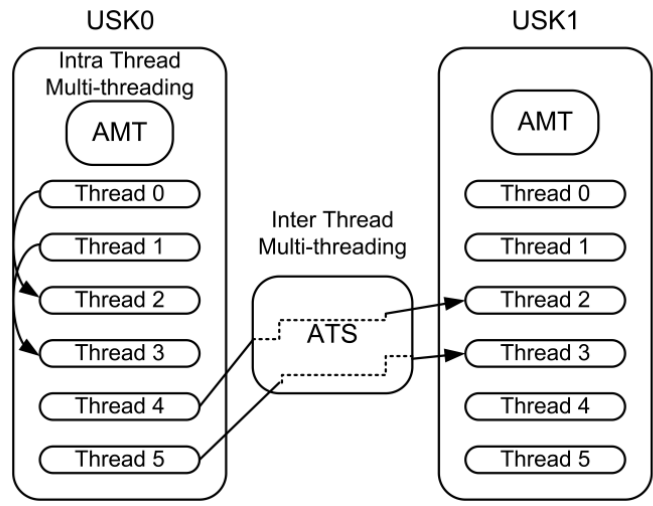 USK0
Intra Thread
Multi-threading
AMT
Thread 0
Thread 1
Thread 2
Thread 3
Thread 4
Thread 5
Inter Thread
Multi-threading
ATS
USK1
AMT
Thread 0
Thread 1
Thread 2
Thread 3
Thread 4
Thread 5